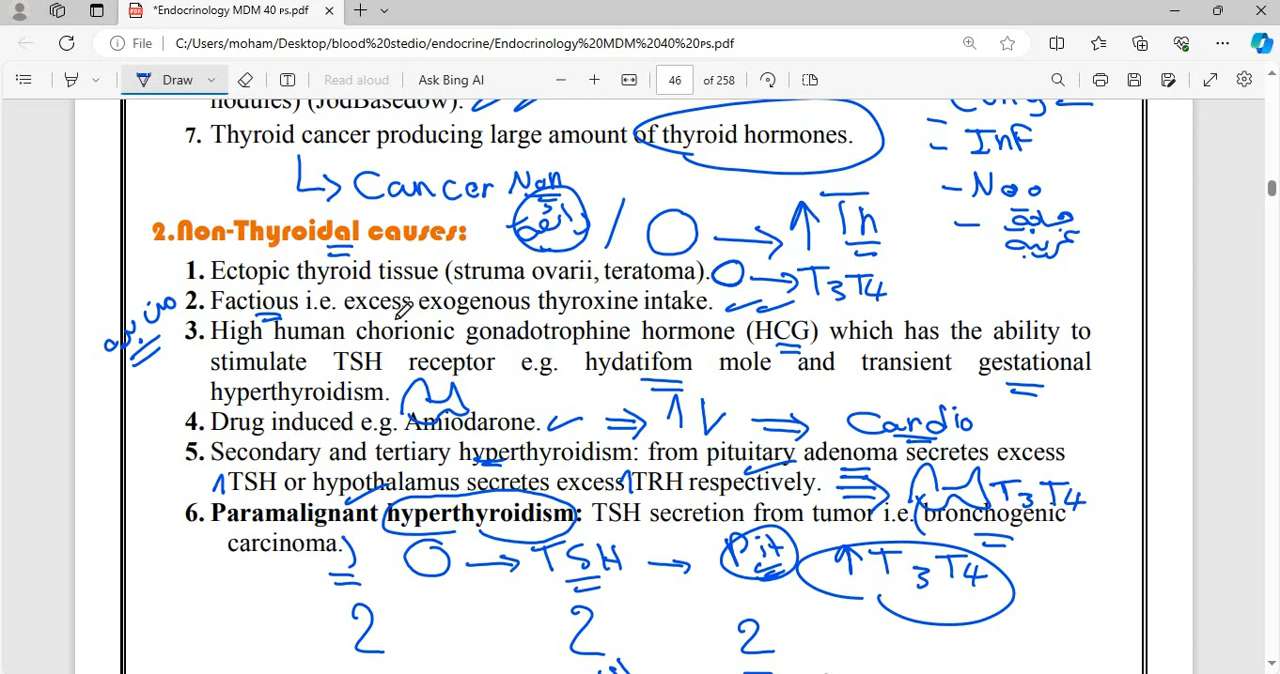 *Endocrinology MDM 40 PS.pdf
File C:/Users/moham/Desktop/blood%20stedio/endocrine/Endocrinology%20MDM%2040%20Ps.pdf
Draw Read aloud Ask Bing AI 46 of 258
nodules) (JodBasedow).
7. Thyroid cancer producing large amount of thyroid hormones.
InF
Cancer Non
Neo
2.Non-Thyroidal causes:
1. Ectopic thyroid tissue (struma ovarii, teratoma). T3 T4
2. Factious i.e. excess exogenous thyroxine intake.
3. High human chorionic gonadotrophine hormone (HCG) which has the ability to
stimulate TSH receptor e.g. hydatifom mole and transient gestational
hyperthyroidism.
4. Drug induced e.g. Amiodarone. Cardio
5. Secondary and tertiary hyperthyroidism: from pituitary adenoma secretes excess
TSH or hypothalamus secretes excess TRH respectively. T3 T4
6. Paramalignant hyperthyroidism: TSH secretion from tumor i.e. bronchogenic
carcinoma.
TSH Pit ↑ T3 T4
2 2 2